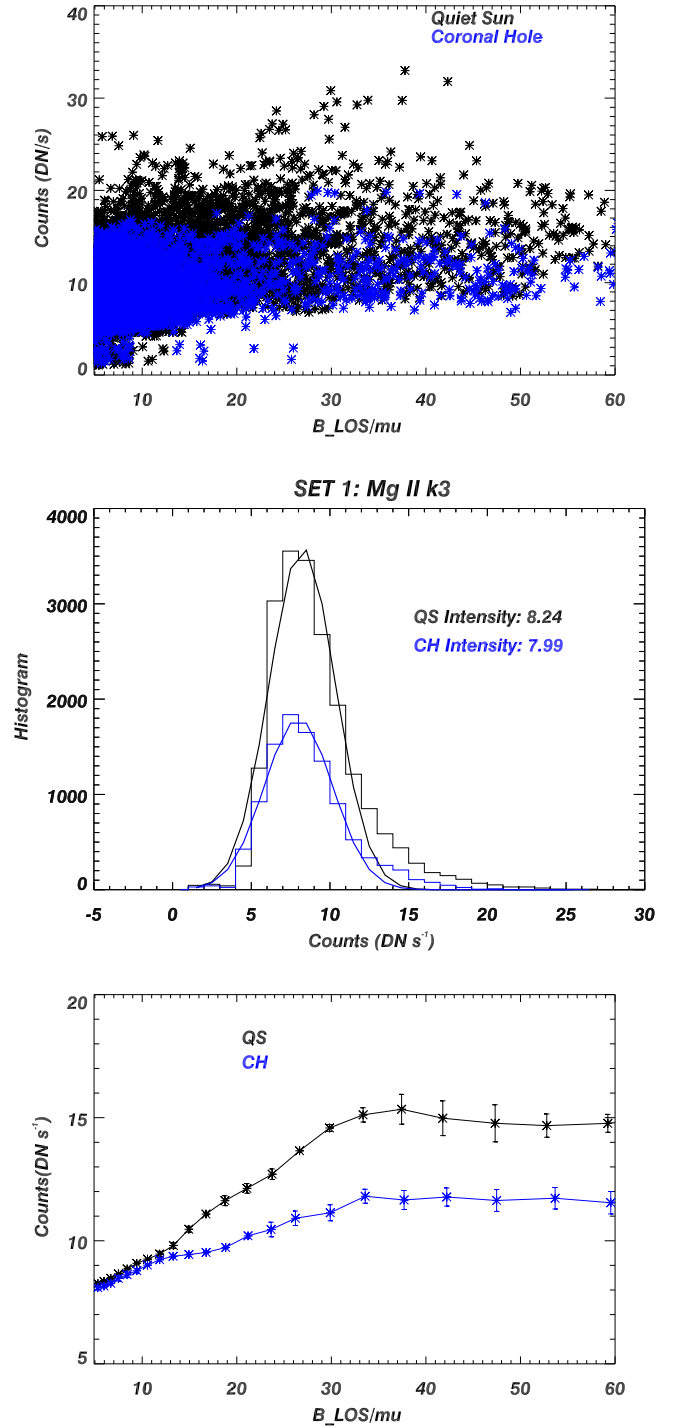 40
30
20
10
0
Counts (DN/s)
Quiet Sun
Coronal Hole
10 20 30 40 50 60
B_LOS/mu
SET 1: Mg II k3
4000
3000
2000
1000
0
Histogram
QS Intensity: 8.24
CH Intensity: 7.99
-5 0 5 10 15 20 25 30
Counts (DN s⁻¹)
20
15
10
5
Counts(DN s⁻¹)
QS
CH
10 20 30 40 50 60
B_LOS/mu